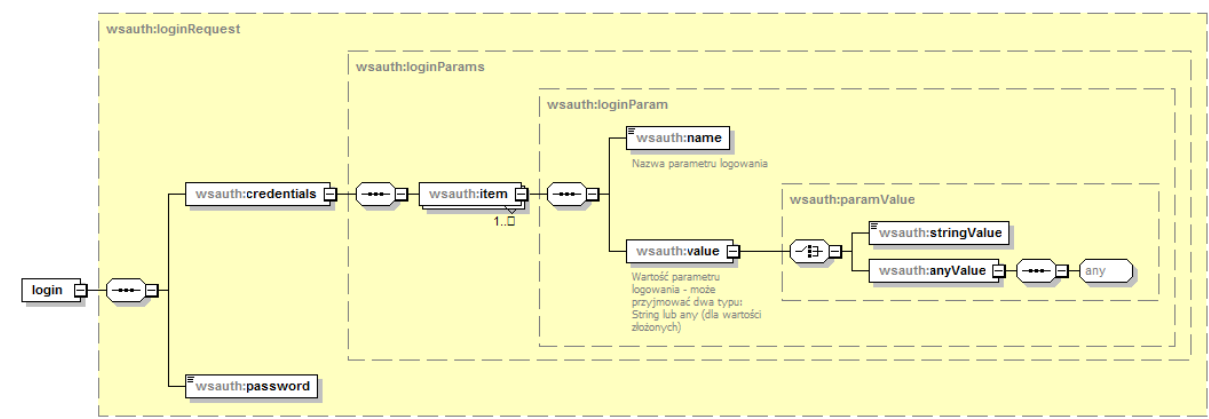 wsauth:loginRequest
wsauth:loginParams
wsauth:loginParam
wsauth:name
Nazwa parametru logowania
wsauth:credentials
wsauth:item
1..□
wsauth:paramValue
wsauth:stringValue
wsauth:value
wsauth:anyValue
any
Wartość parametru
logowania - może
przyjmować dwa typu:
String lub any (dla wartości
złożonych)
login
wsauth:password